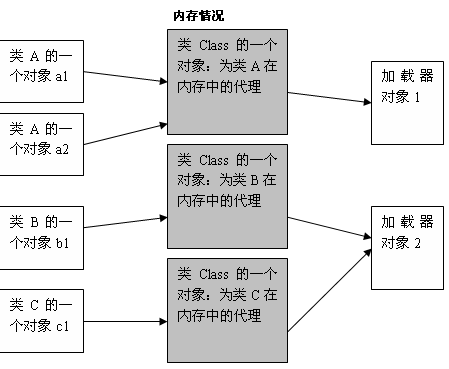 内存情况
类 A 的一
个对象 a1
类 A 的一
个对象 a2
类 B 的一
个对象 b1
类 C 的一
个对象 c1
类 Class 的一个
对象：为类 A 在
内存中的代理
类 Class 的一个
对象：为类 B 在
内存中的代理
类 Class 的一个
对象：为类 C 在
内存中的代理
加载器
对象 1
加载器
对象 2